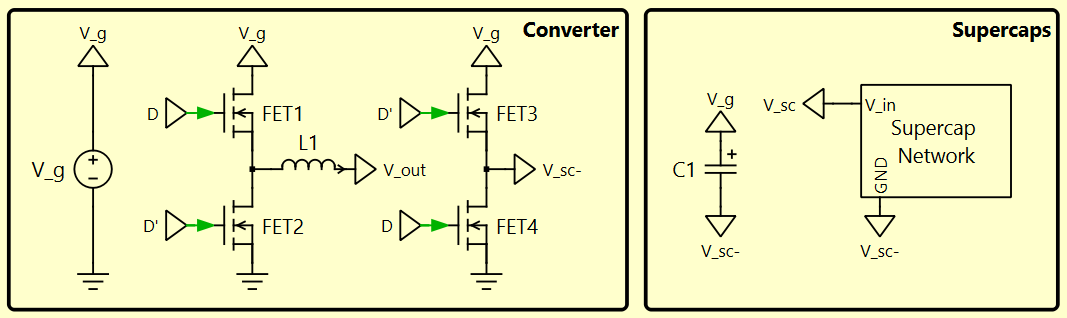 Converter
V_g
V_g
V_g
D
FET1
D'
FET3
L1
V_g
V_out
V_sc-
D'
FET2
D
FET4
Supercaps
V_g
V_sc
V_in
Supercap
Network
C1
GND
V_sc-
V_sc-